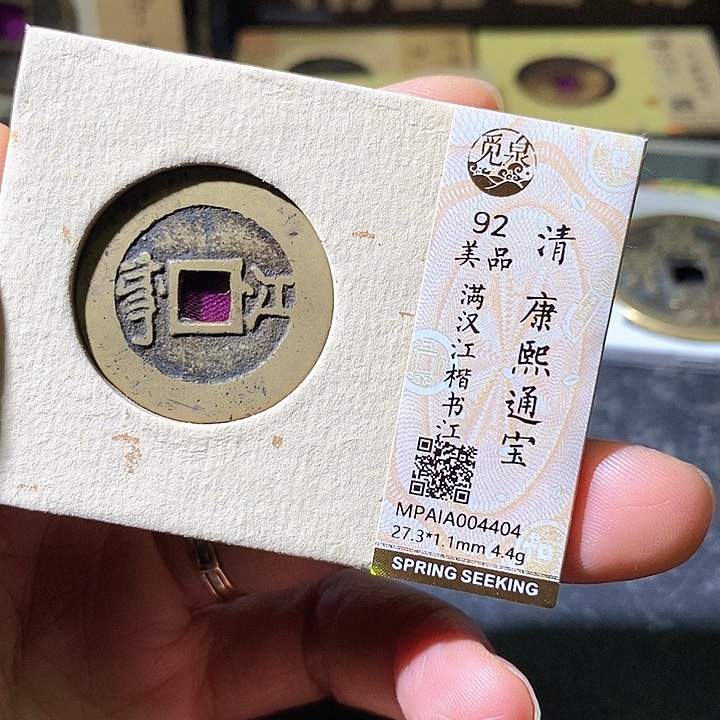 觅泉
92
美品
清
康熙通宝
满汉江楷书江
MPAIA004404
27.3*1.1mm 4.4g
SPRING SEEKING
江